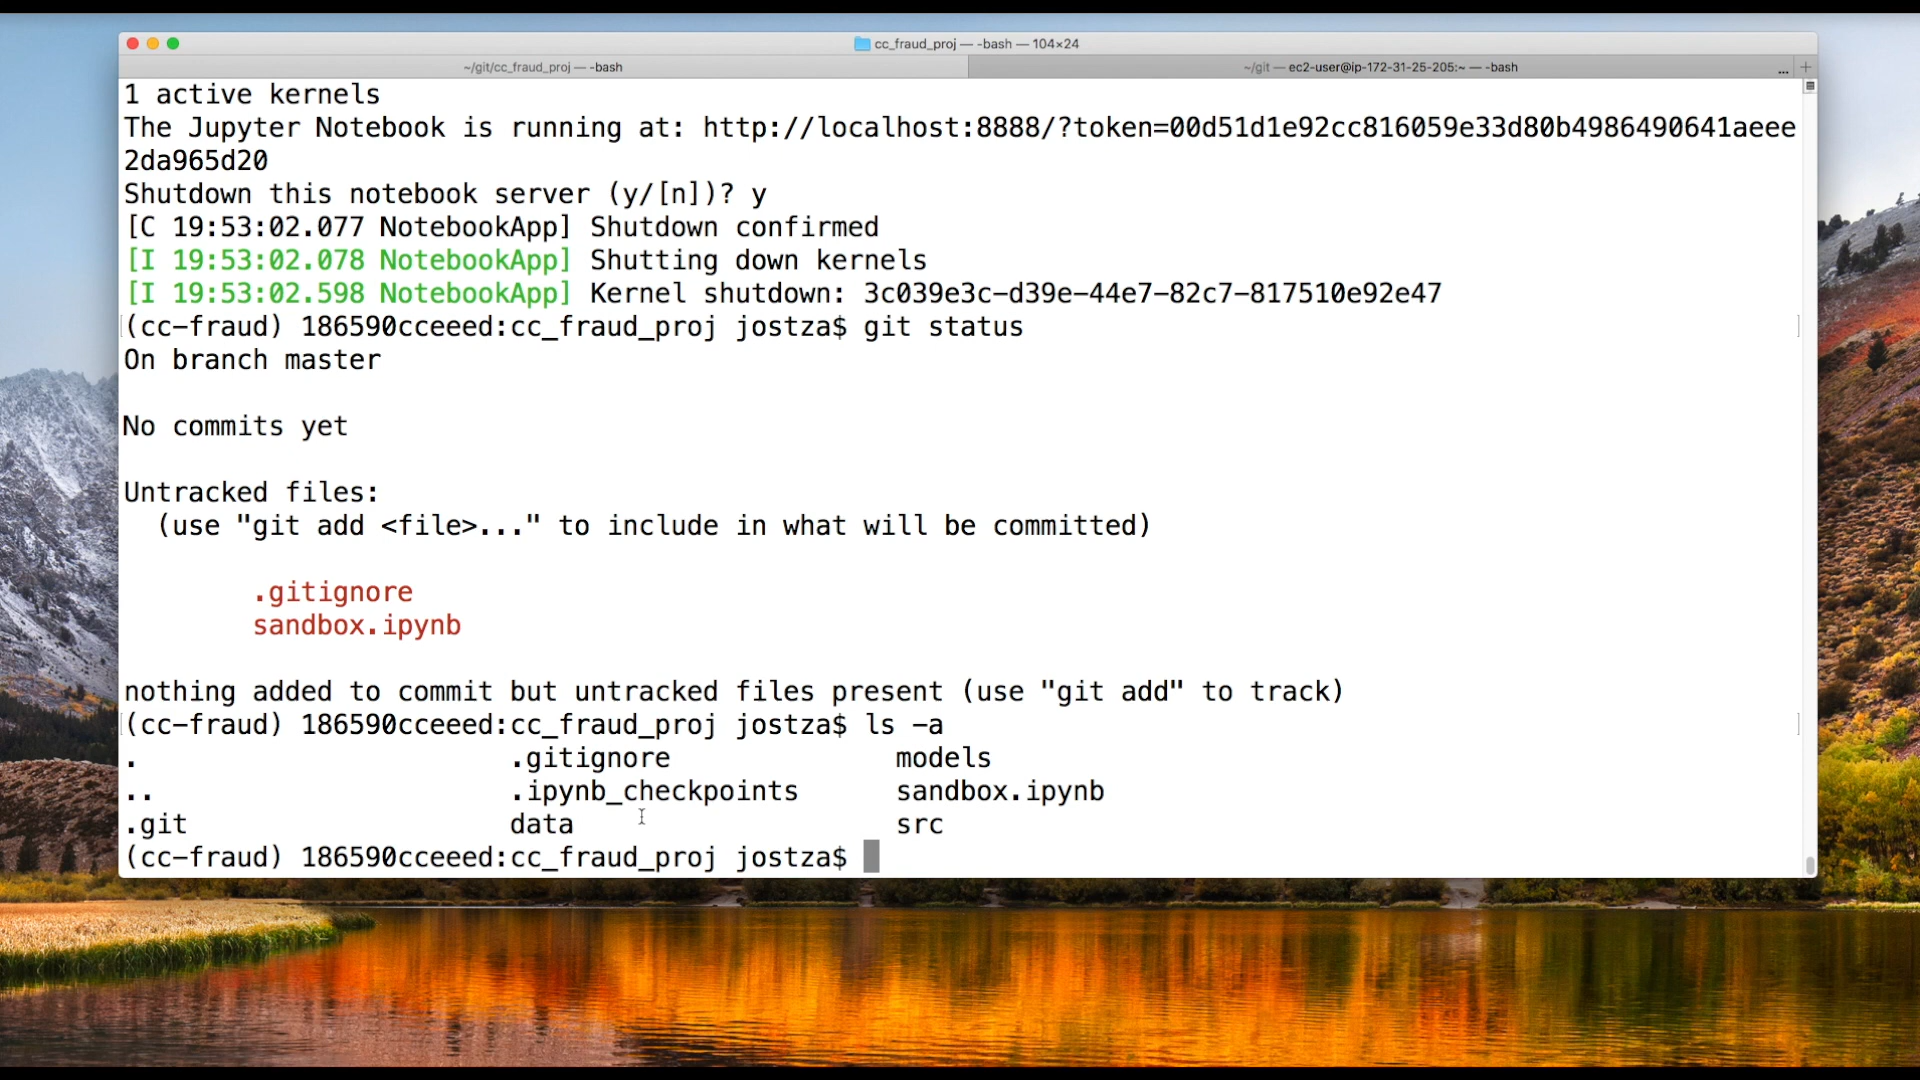 cc_fraud_proj — -bash — 104×24
~/git/cc_fraud_proj — -bash
~/git — ec2-user@ip-172-31-25-205:~ — -bash
... +
1 active kernels
The Jupyter Notebook is running at: http://localhost:8888/?token=00d51d1e92cc816059e33d80b4986490641aeee
2da965d20
Shutdown this notebook server (y/[n])? y
[C 19:53:02.077 NotebookApp] Shutdown confirmed
[I 19:53:02.078 NotebookApp] Shutting down kernels
[I 19:53:02.598 NotebookApp] Kernel shutdown: 3c039e3c-d39e-44e7-82c7-817510e92e47
(cc-fraud) 186590cceeed:cc_fraud_proj jostza$ git status
On branch master
No commits yet
Untracked files:
(use "git add <file>..." to include in what will be committed)
.gitignore
sandbox.ipynb
nothing added to commit but untracked files present (use "git add" to track)
(cc-fraud) 186590cceeed:cc_fraud_proj jostza$ ls -a
. .gitignore models
.. .ipynb_checkpoints sandbox.ipynb
.git data src
(cc-fraud) 186590cceeed:cc_fraud_proj jostza$